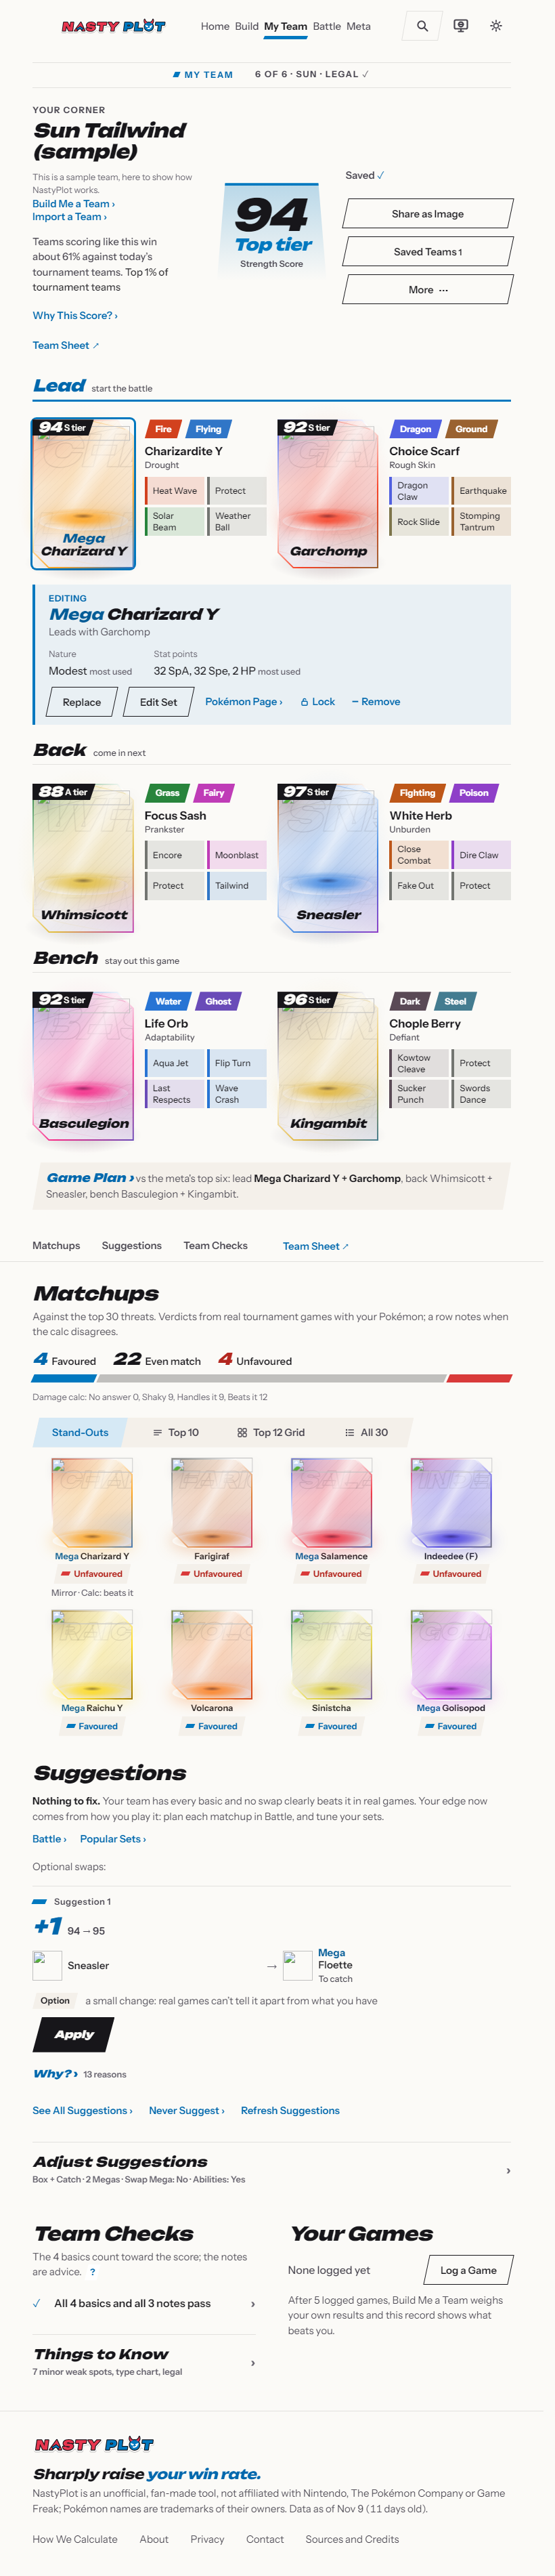 NASTY PLOT
Home Build My Team Battle Meta
MY TEAM 6 OF 6 · SUN · LEGAL ✓
YOUR CORNER
Sun Tailwind
(sample)
This is a sample team, here to show how
NastyPlot works.
Build Me a Team ›
Import a Team ›
Teams scoring like this win
about 61% against today's
tournament teams. Top 1% of
tournament teams
Why This Score? ›
Team Sheet ↗
94
Top tier
Strength Score
Saved ✓
Share as Image
Saved Teams 1
More ···
Lead start the battle
94 S tier
Mega
Charizard Y
Fire Flying
Charizardite Y
Drought
Heat Wave Protect
Solar
Beam
Weather
Ball
92 S tier
Garchomp
Dragon Ground
Choice Scarf
Rough Skin
Dragon
Claw
Earthquake
Rock Slide
Stomping
Tantrum
EDITING
Mega Charizard Y
Leads with Garchomp
Nature Stat points
Modest most used 32 SpA, 32 Spe, 2 HP most used
Replace Edit Set Pokémon Page › Lock − Remove
Back come in next
88 A tier
Whimsicott
Grass Fairy
Focus Sash
Prankster
Encore Moonblast
Protect Tailwind
97 S tier
Sneasler
Fighting Poison
White Herb
Unburden
Close
Combat
Dire Claw
Fake Out Protect
Bench stay out this game
92 S tier
Basculegion
Water Ghost
Life Orb
Adaptability
Aqua Jet Flip Turn
Last
Respects
Wave
Crash
96 S tier
Kingambit
Dark Steel
Chople Berry
Defiant
Kowtow
Cleave
Protect
Sucker
Punch
Swords
Dance
Game Plan › vs the meta's top six: lead Mega Charizard Y + Garchomp, back Whimsicott +
Sneasler, bench Basculegion + Kingambit.
Matchups Suggestions Team Checks Team Sheet ↗
Matchups
Against the top 30 threats. Verdicts from real tournament games with your Pokémon; a row notes when
the calc disagrees.
4 Favoured 22 Even match 4 Unfavoured
Damage calc: No answer 0, Shaky 9, Handles it 9, Beats it 12
Stand-Outs Top 10 Top 12 Grid All 30
Mega Charizard Y
Unfavoured
Mirror · Calc: beats it
Farigiraf
Unfavoured
Mega Salamence
Unfavoured
Indeedee (F)
Unfavoured
Mega Raichu Y
Favoured
Volcarona
Favoured
Sinistcha
Favoured
Mega Golisopod
Favoured
Suggestions
Nothing to fix. Your team has every basic and no swap clearly beats it in real games. Your edge now
comes from how you play it: plan each matchup in Battle, and tune your sets.
Battle › Popular Sets ›
Optional swaps:
Suggestion 1
+1 94 → 95
Sneasler → Mega
Floette
To catch
Option a small change: real games can't tell it apart from what you have
Apply
Why? › 13 reasons
See All Suggestions › Never Suggest › Refresh Suggestions
Adjust Suggestions ›
Box + Catch · 2 Megas · Swap Mega: No · Abilities: Yes
Team Checks
The 4 basics count toward the score; the notes
are advice. ?
✓ All 4 basics and all 3 notes pass ›
Things to Know ›
7 minor weak spots, type chart, legal
Your Games
None logged yet Log a Game
After 5 logged games, Build Me a Team weighs
your own results and this record shows what
beats you.
NASTY PLOT
Sharply raise your win rate.
NastyPlot is an unofficial, fan-made tool, not affiliated with Nintendo, The Pokémon Company or Game
Freak; Pokémon names are trademarks of their owners. Data as of Nov 9 (11 days old).
How We Calculate About Privacy Contact Sources and Credits